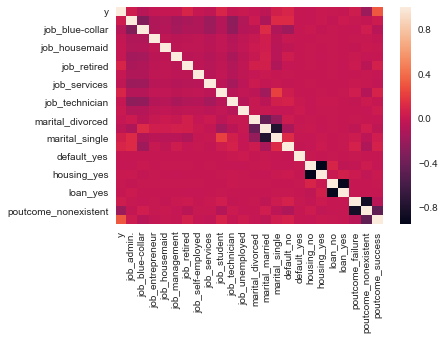 y
job_blue-collar
job_housemaid
job_retired
job_services
job_technician
marital_divorced
marital_single
default_yes
housing_yes
loan_yes
poutcome_nonexistent
0.8
0.4
0.0
−0.4
−0.8
y
job_admin.
job_blue-collar
job_entrepreneur
job_housemaid
job_management
job_retired
job_self-employed
job_services
job_student
job_technician
job_unemployed
marital_divorced
marital_married
marital_single
default_no
default_yes
housing_no
housing_yes
loan_no
loan_yes
poutcome_failure
poutcome_nonexistent
poutcome_success